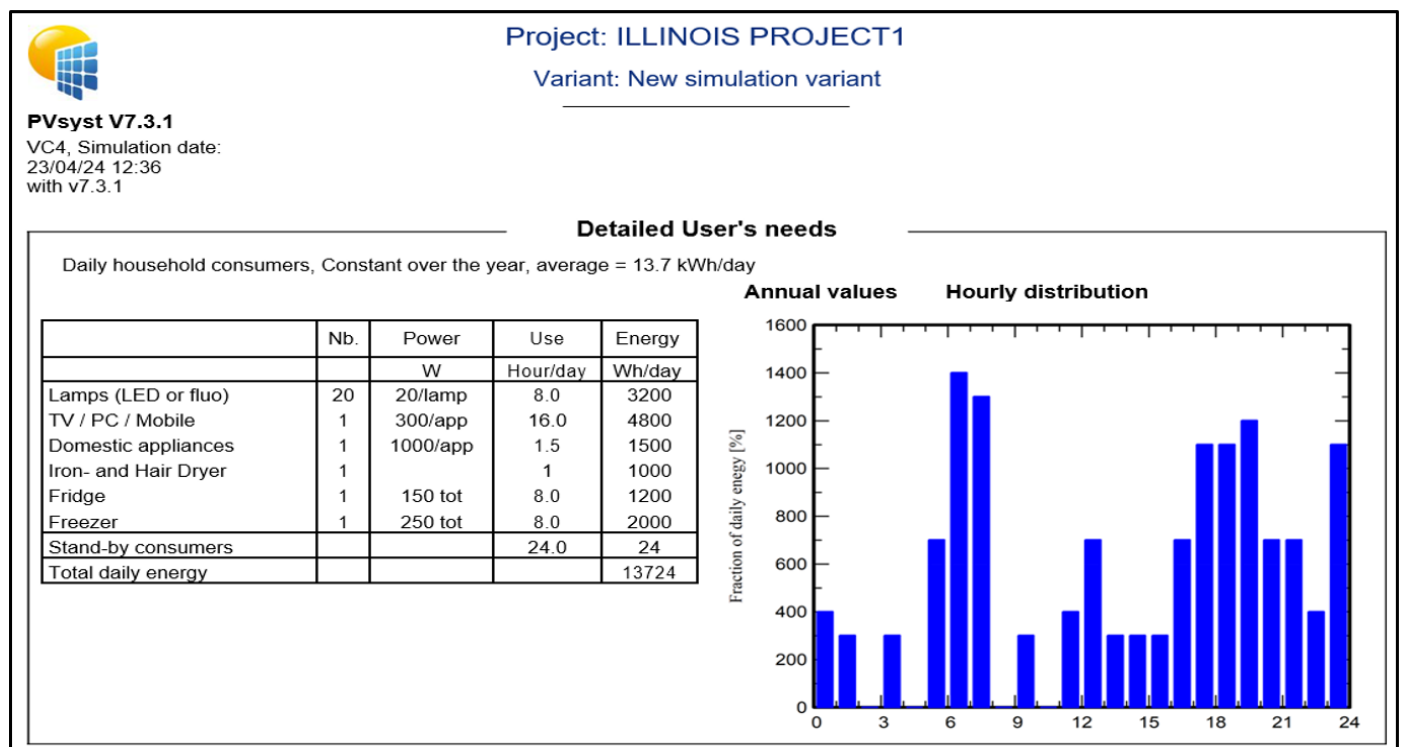 Project: ILLINOIS PROJECT1
Variant: New simulation variant
PVsyst V7.3.1
VC4, Simulation date:
23/04/24 12:36
with v7.3.1
Detailed User's needs
Daily household consumers, Constant over the year, average = 13.7 kWh/day
Annual values Hourly distribution
Nb. Power Use Energy
W Hour/day Wh/day
Lamps (LED or fluo) 20 20/lamp 8.0 3200
TV / PC / Mobile 1 300/app 16.0 4800
Domestic appliances 1 1000/app 1.5 1500
Iron- and Hair Dryer 1 1 1000
Fridge 1 150 tot 8.0 1200
Freezer 1 250 tot 8.0 2000
Stand-by consumers 24.0 24
Total daily energy 13724
Fraction of daily enegy [%]
1600
1400
1200
1000
800
600
400
200
0
0 3 6 9 12 15 18 21 24